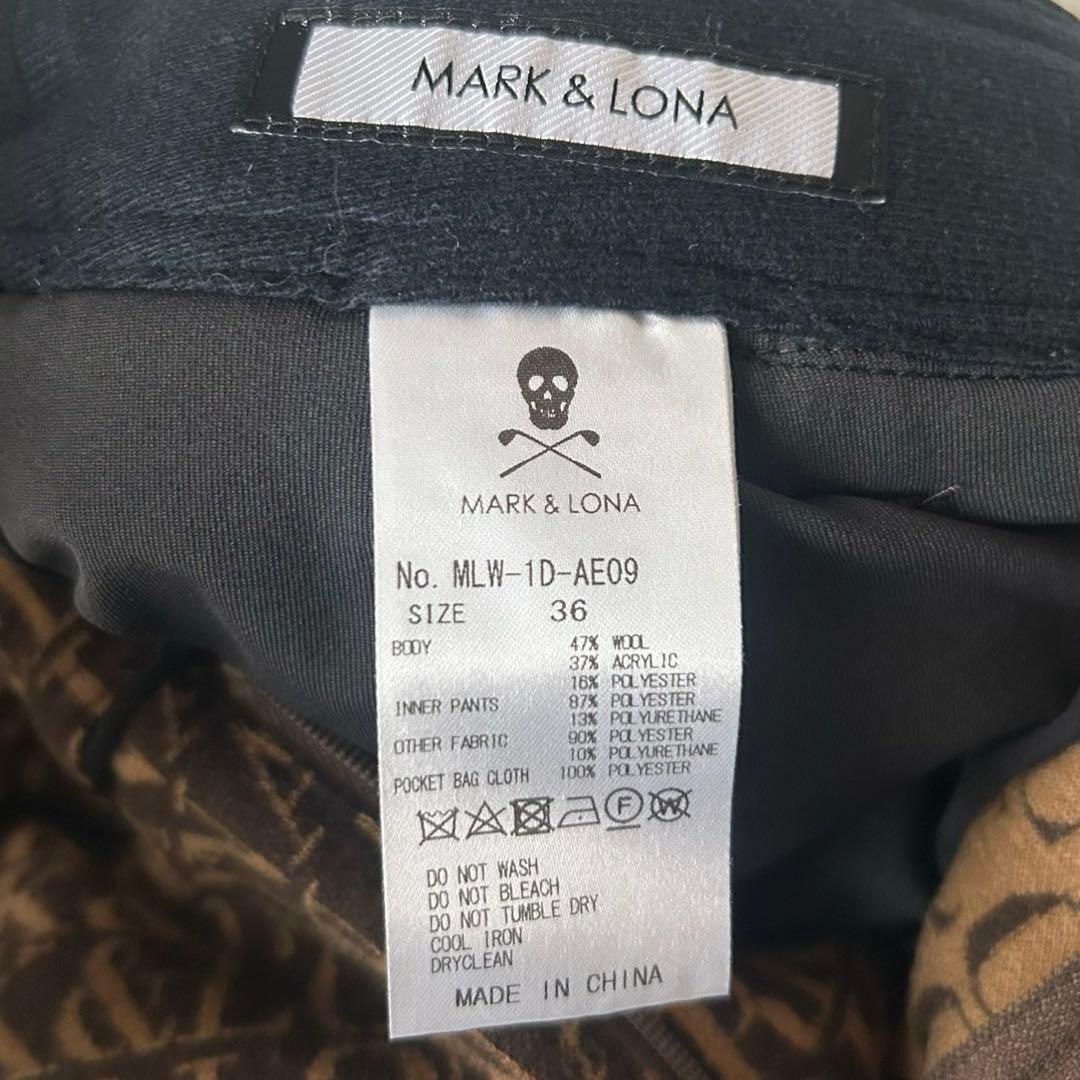 MARK & LONA
MARK & LONA
No. MLW-1D-AE09
SIZE 36
BODY 47% WOOL
37% ACRYLIC
16% POLYESTER
INNER PANTS 87% POLYESTER
13% POLYURETHANE
OTHER FABRIC 90% POLYESTER
10% POLYURETHANE
POCKET BAG CLOTH 100% POLYESTER
F W
DO NOT WASH
DO NOT BLEACH
DO NOT TUMBLE DRY
COOL IRON
DRYCLEAN
MADE IN CHINA